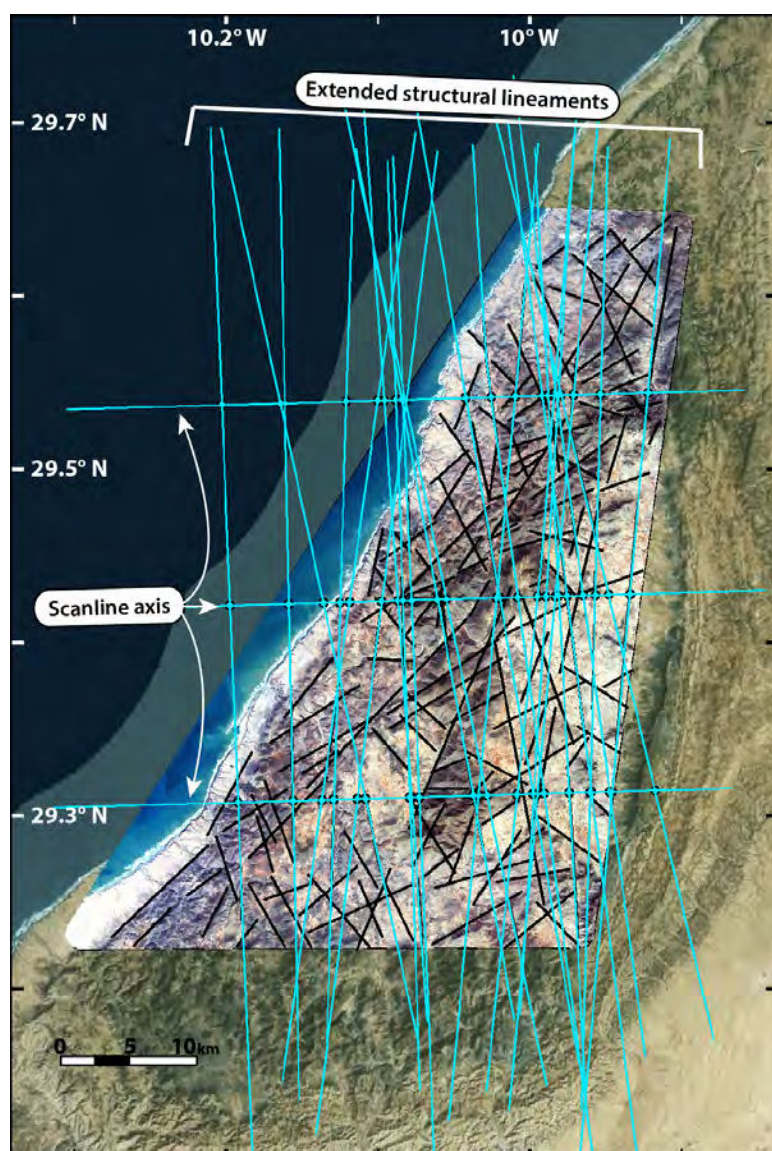 10.2° W
10° W
Extended structural lineaments
29.7° N
29.5° N
Scanline axis
29.3° N
0 5 10km